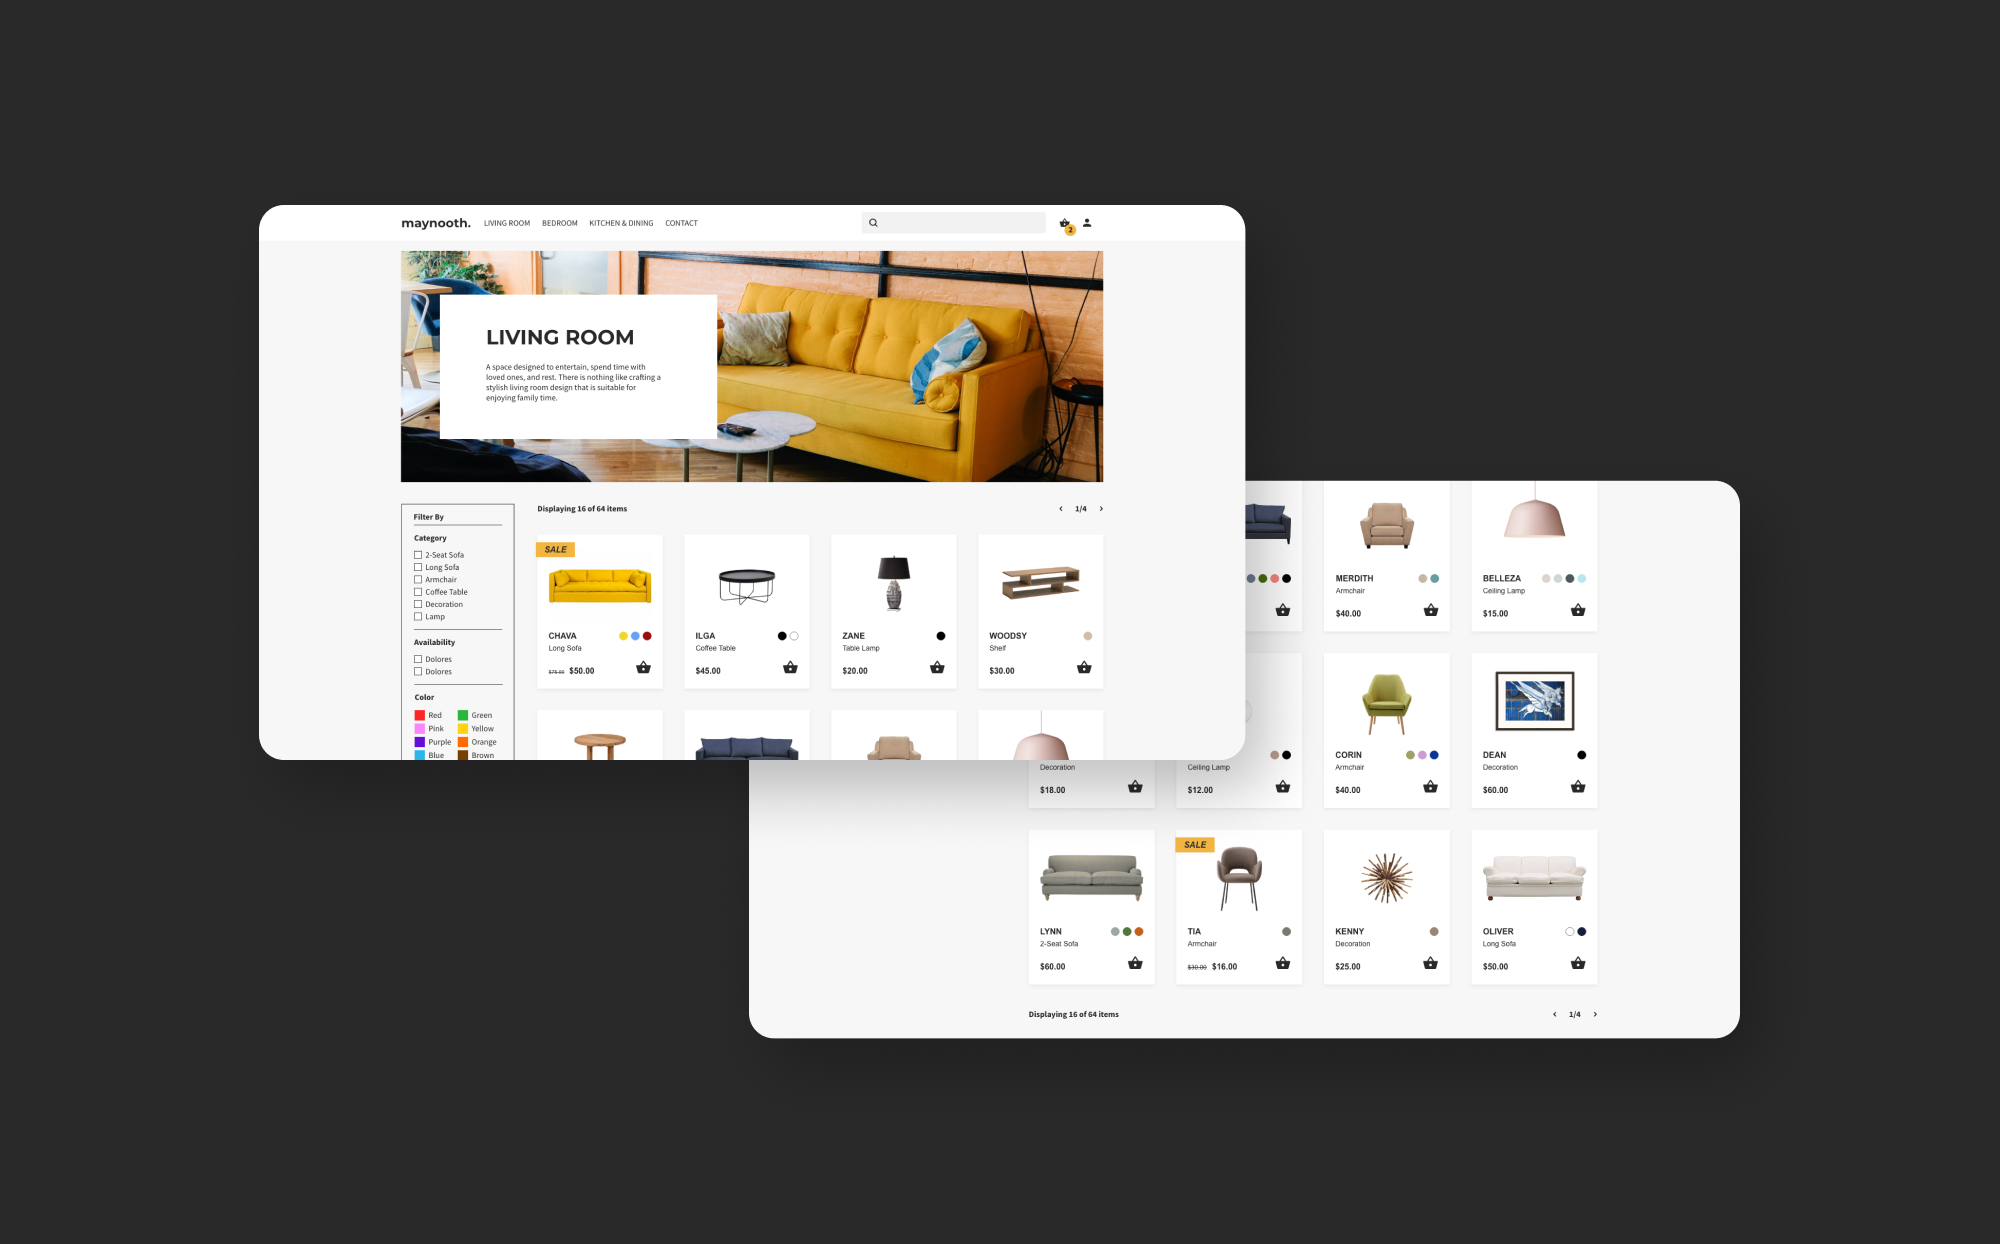 maynooth. LIVING ROOM BEDROOM KITCHEN & DINING CONTACT
2
LIVING ROOM
A space designed to entertain, spend time with
loved ones, and rest. There is nothing like crafting a
stylish living room design that is suitable for
enjoying family time.
Filter By
Category
2-Seat Sofa
Long Sofa
Armchair
Coffee Table
Decoration
Lamp
Availability
Dolores
Dolores
Color
Red Green
Pink Yellow
Purple Orange
Blue Brown
Displaying 16 of 64 items
1/4
SALE
CHAVA
Long Sofa
$75.00 $50.00
ILGA
Coffee Table
$45.00
ZANE
Table Lamp
$20.00
WOODSY
Shelf
$30.00
MERDITH
Armchair
$40.00
BELLEZA
Ceiling Lamp
$15.00
Decoration
$18.00
Ceiling Lamp
$12.00
CORIN
Armchair
$40.00
DEAN
Decoration
$60.00
LYNN
2-Seat Sofa
$60.00
SALE
TIA
Armchair
$30.00 $16.00
KENNY
Decoration
$25.00
OLIVER
Long Sofa
$50.00
Displaying 16 of 64 items
1/4